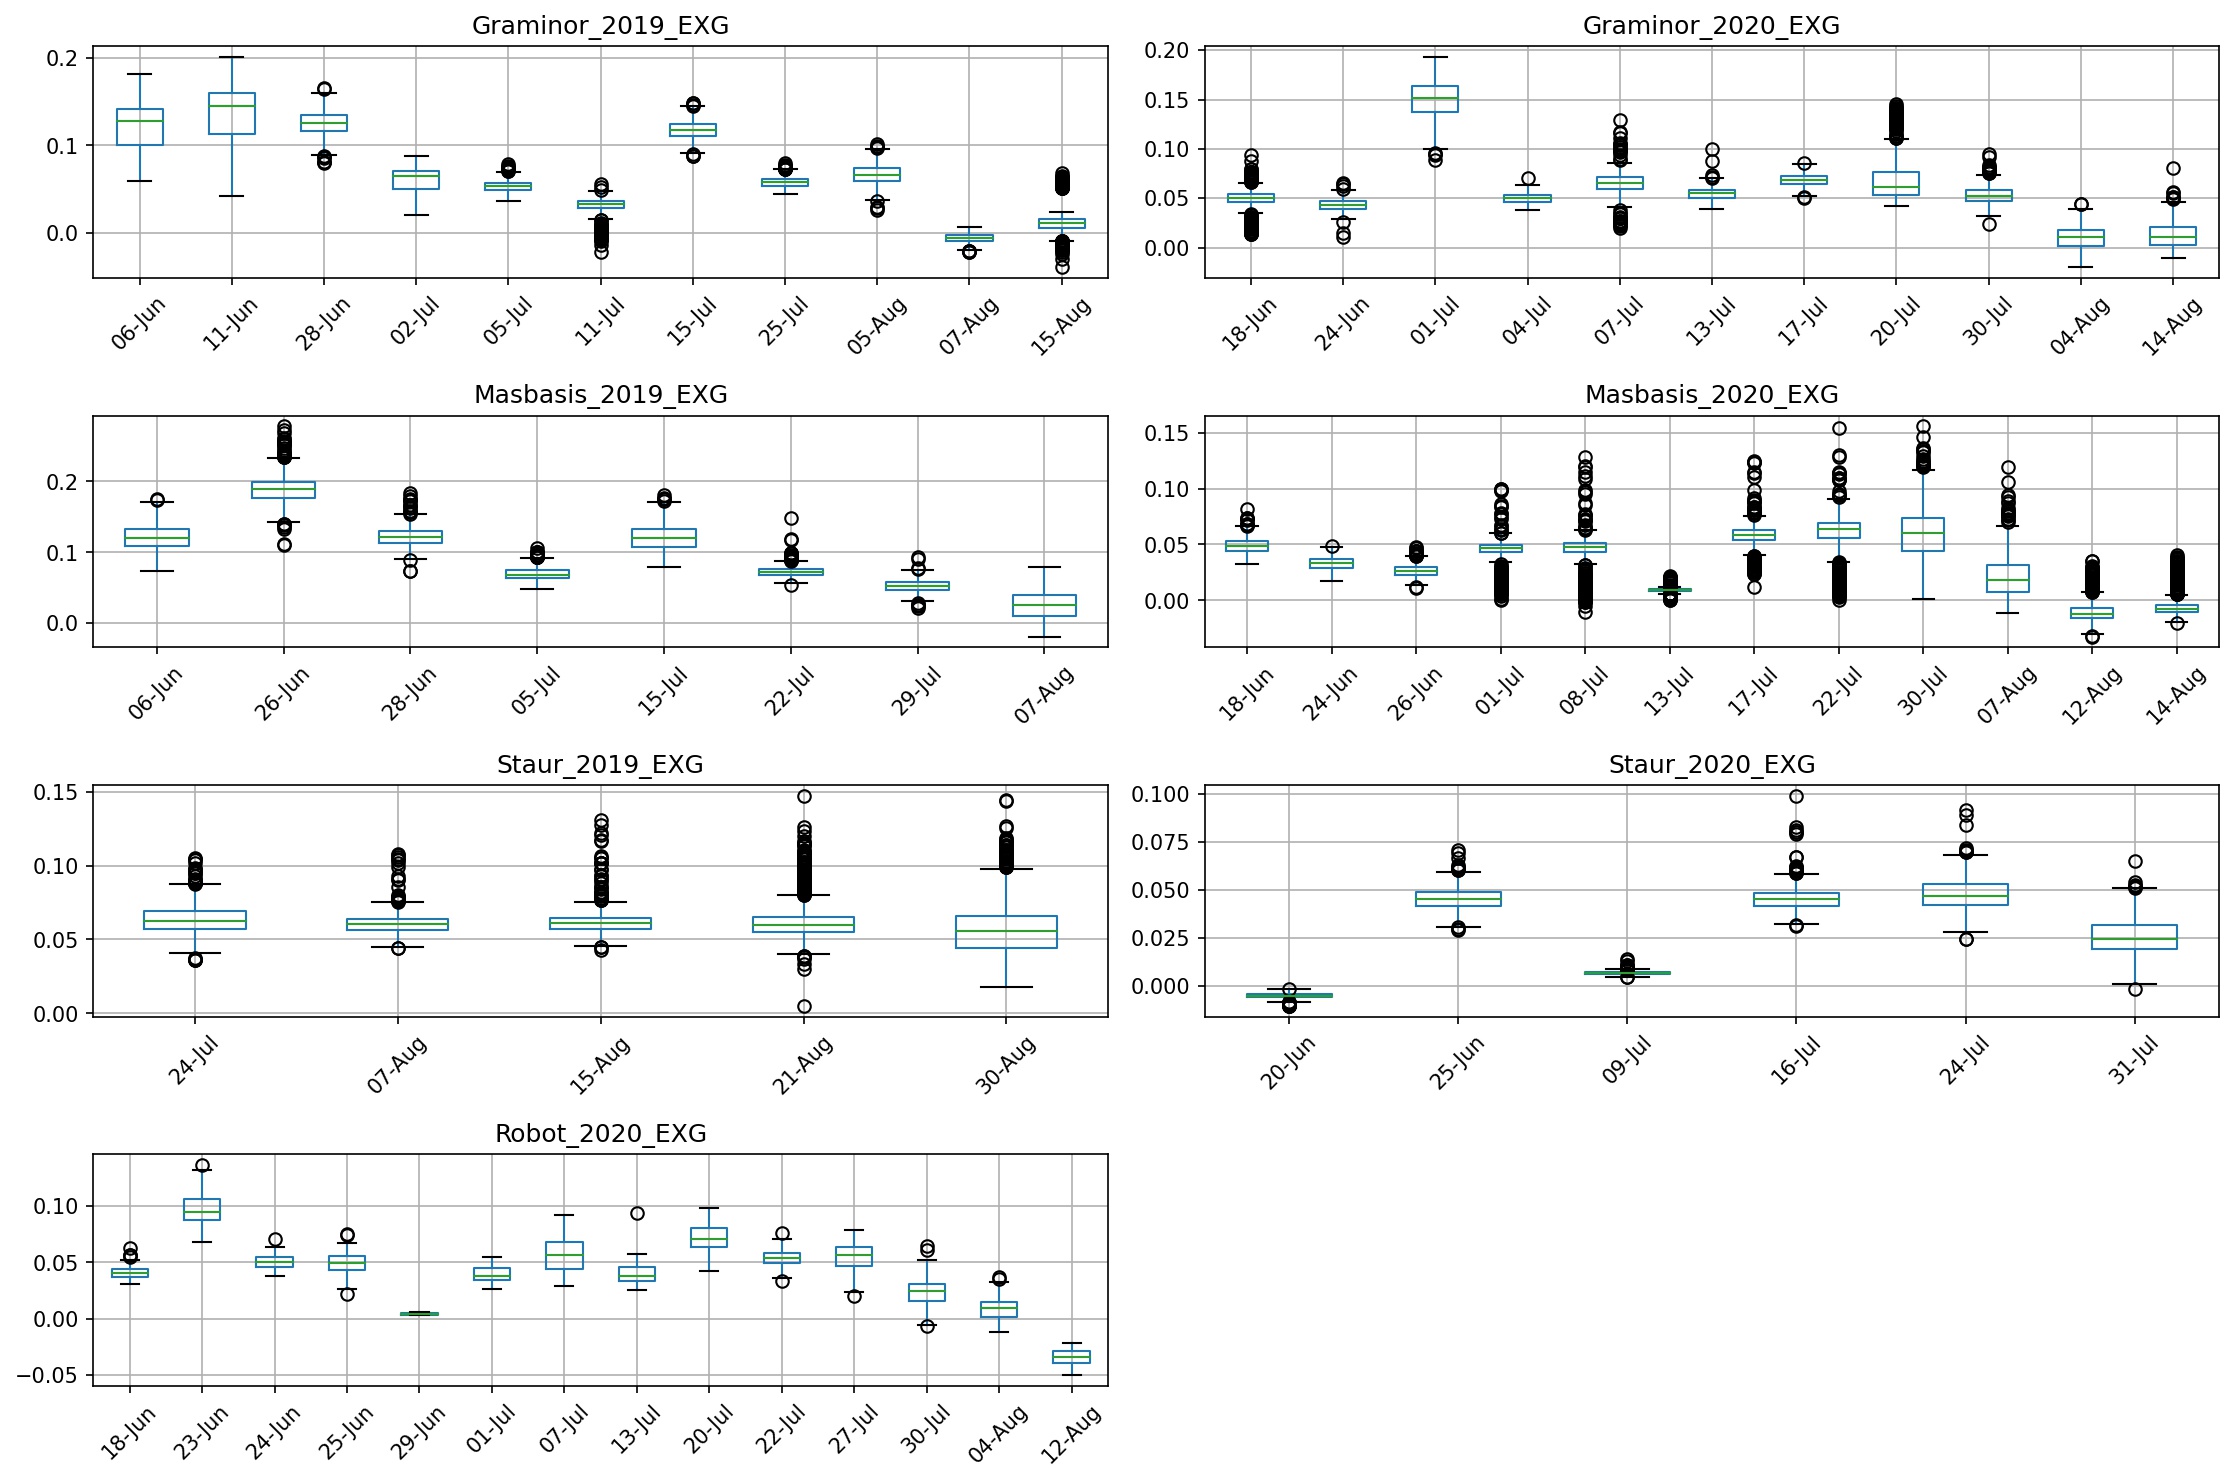 Graminor_2019_EXG
0.2
0.1
0.0
06-Jun 11-Jun 28-Jun 02-Jul 05-Jul 11-Jul 15-Jul 25-Jul 05-Aug 07-Aug 15-Aug
Graminor_2020_EXG
0.20
0.15
0.10
0.05
0.00
18-Jun 24-Jun 01-Jul 04-Jul 07-Jul 13-Jul 17-Jul 20-Jul 30-Jul 04-Aug 14-Aug
Masbasis_2019_EXG
0.2
0.1
0.0
06-Jun 26-Jun 28-Jun 05-Jul 15-Jul 22-Jul 29-Jul 07-Aug
Masbasis_2020_EXG
0.15
0.10
0.05
0.00
18-Jun 24-Jun 26-Jun 01-Jul 08-Jul 13-Jul 17-Jul 22-Jul 30-Jul 07-Aug 12-Aug 14-Aug
Staur_2019_EXG
0.15
0.10
0.05
0.00
24-Jul 07-Aug 15-Aug 21-Aug 30-Aug
Staur_2020_EXG
0.100
0.075
0.050
0.025
0.000
20-Jun 25-Jun 09-Jul 16-Jul 24-Jul 31-Jul
Robot_2020_EXG
0.10
0.05
0.00
−0.05
18-Jun 23-Jun 24-Jun 25-Jun 29-Jun 01-Jul 07-Jul 13-Jul 20-Jul 22-Jul 27-Jul 30-Jul 04-Aug 12-Aug